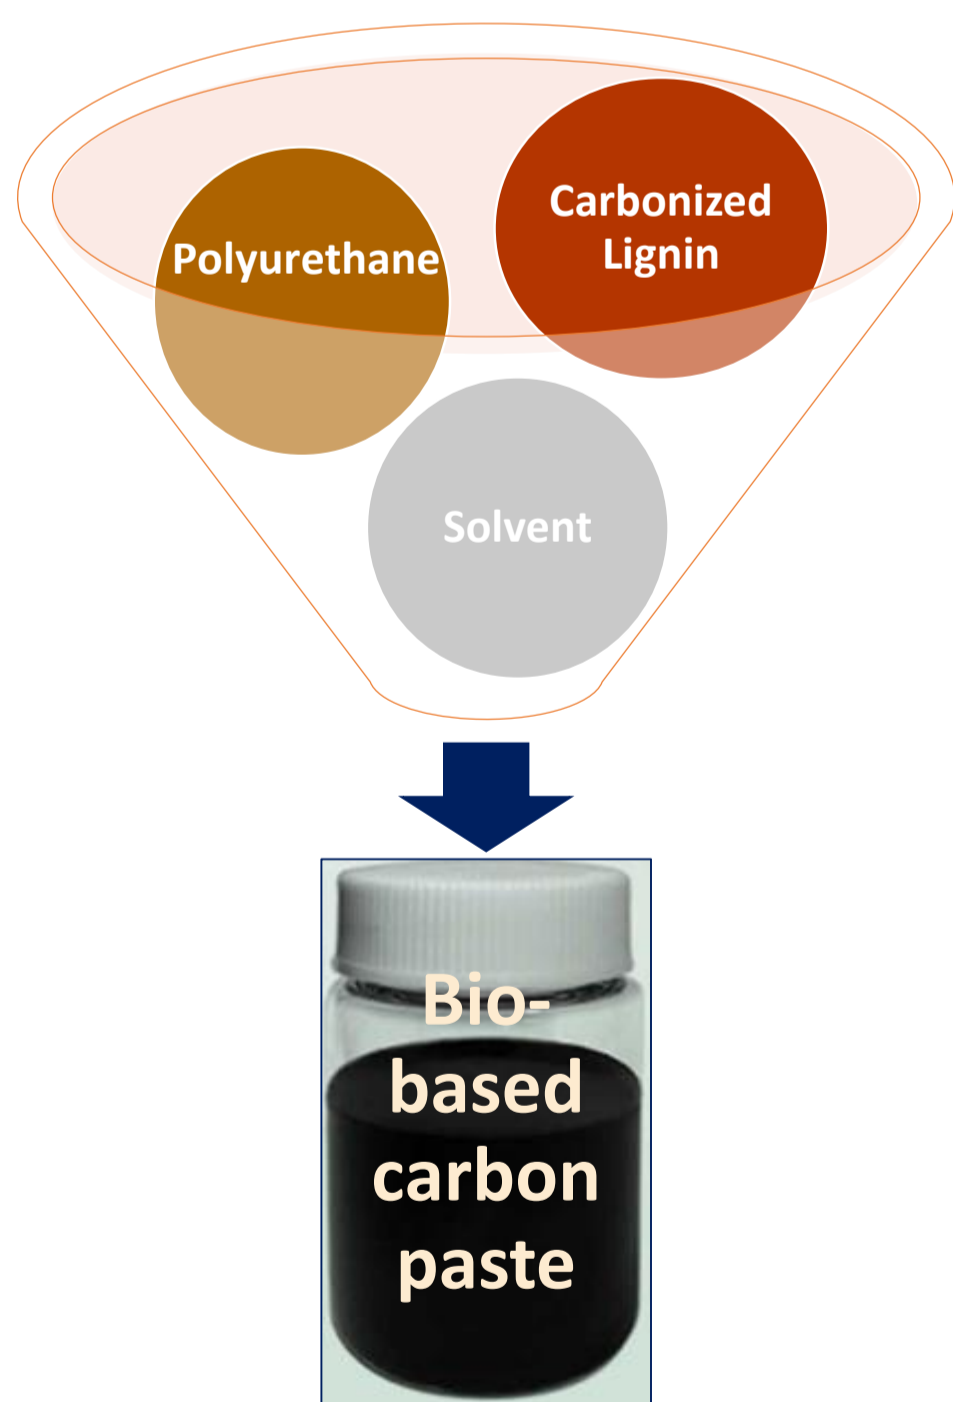 Polyurethane
Carbonized
Lignin
Solvent
Bio-
based
carbon
paste